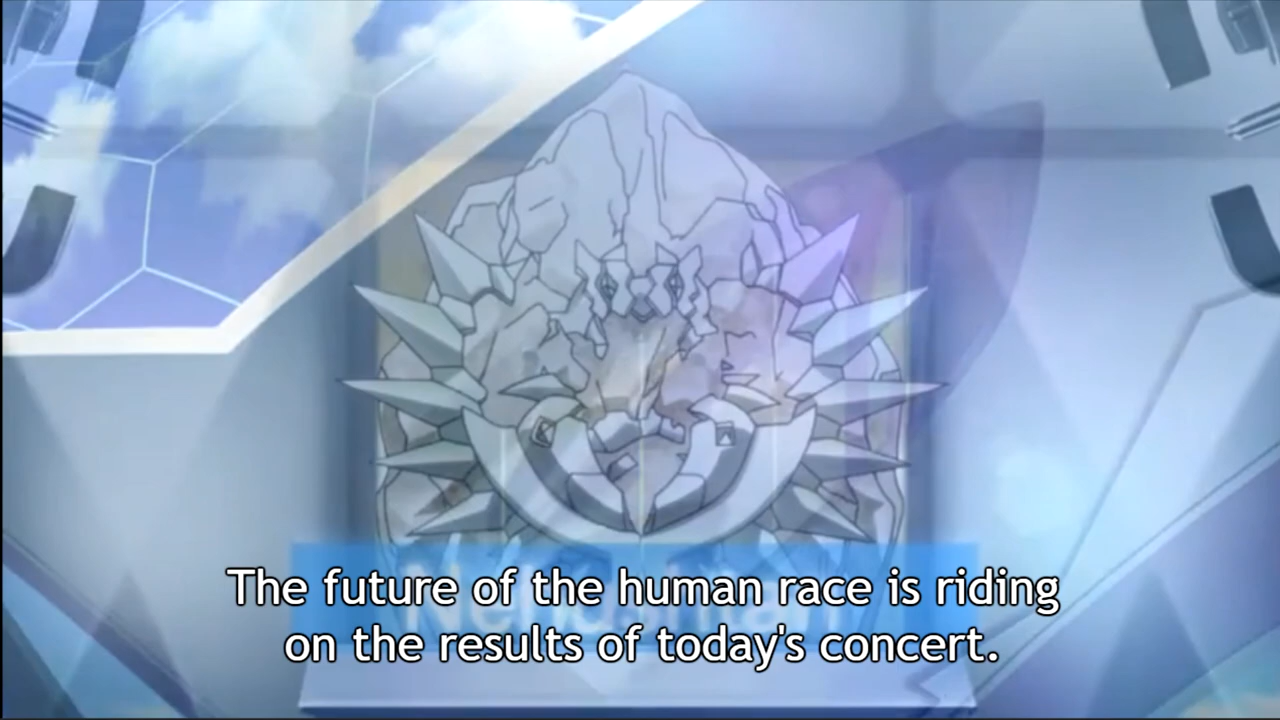 The future of the human race is riding
on the results of today's concert.